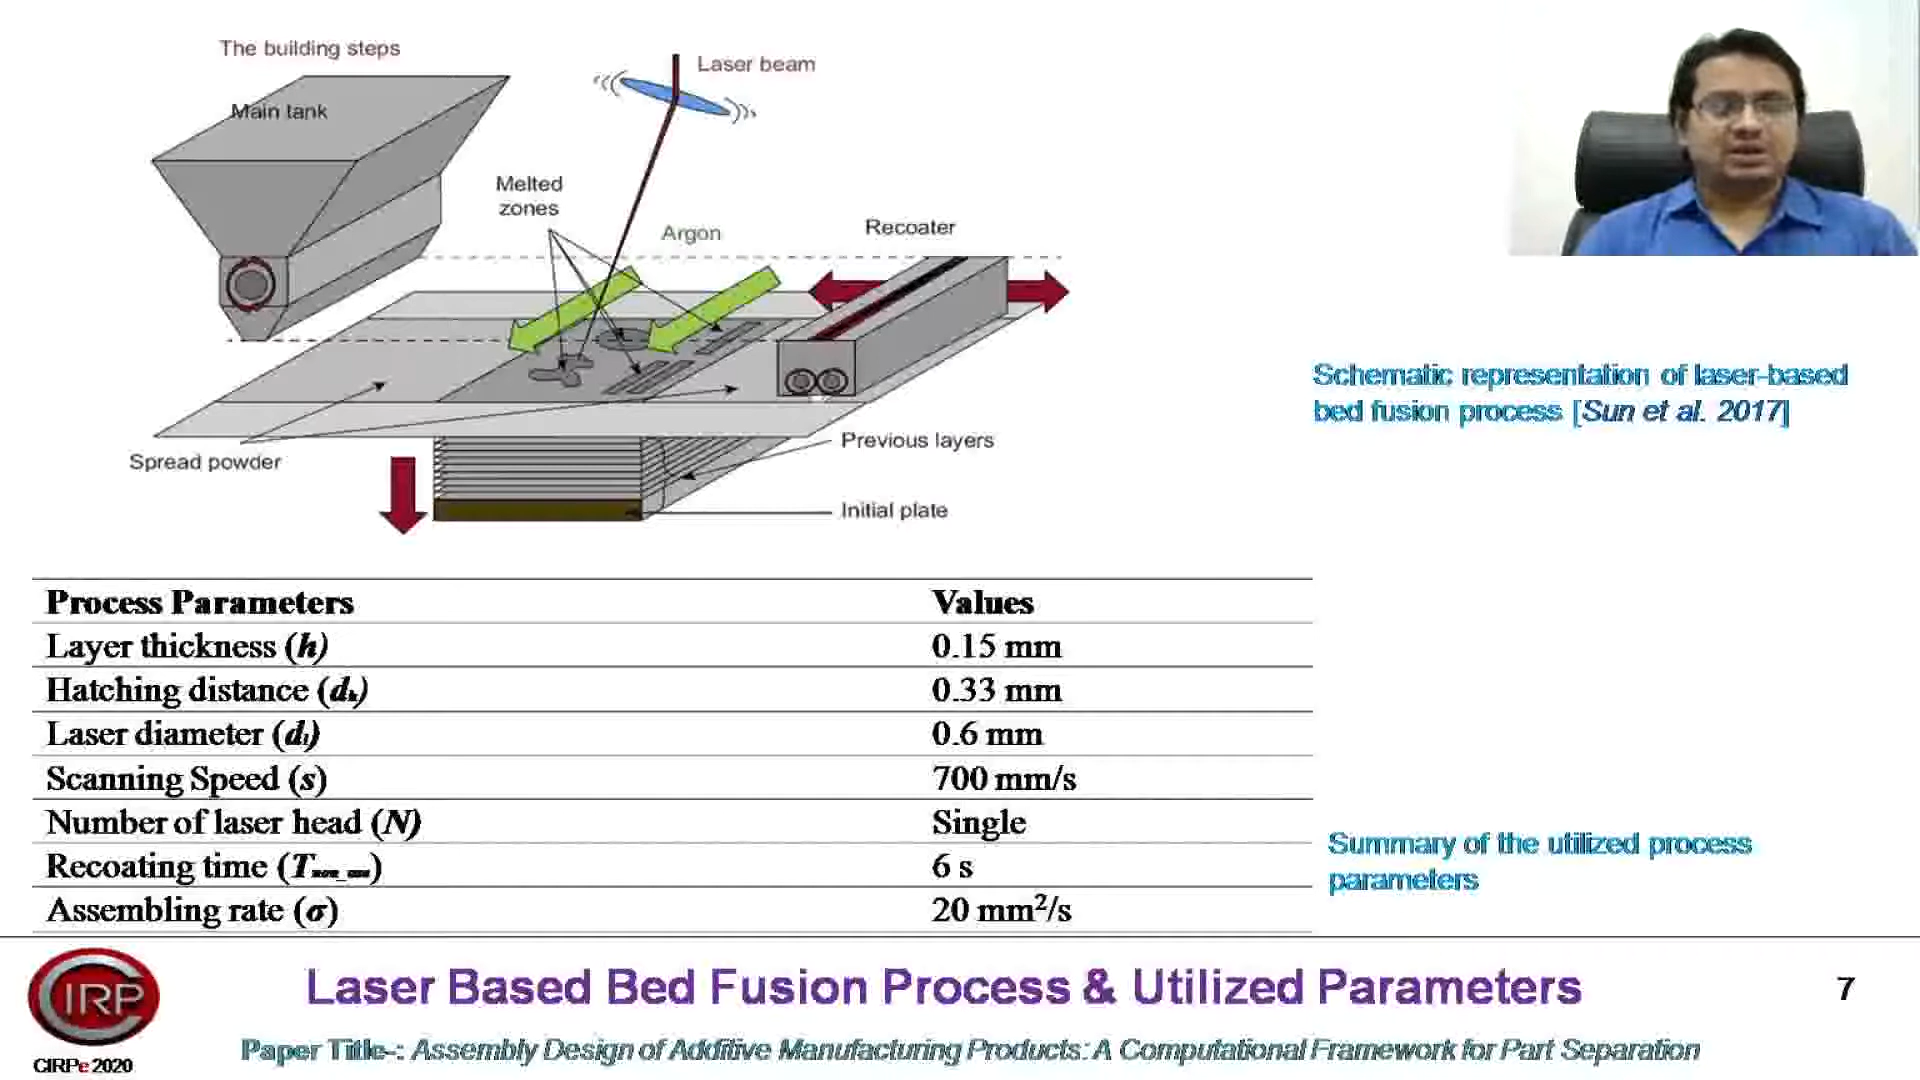 The building steps
Main tank
Laser beam
Melted
zones
Argon
Recoater
Spread powder
Previous layers
Initial plate
Schematic representation of laser-based
bed fusion process [Sun et al. 2017]
Process Parameters Values
Layer thickness (h) 0.15 mm
Hatching distance (dₕ) 0.33 mm
Laser diameter (dₗ) 0.6 mm
Scanning Speed (s) 700 mm/s
Number of laser head (N) Single
Recoating time (T) 6 s
Assembling rate (σ) 20 mm²/s
Summary of the utilized process
parameters
CIRP
CIRPe 2020
Laser Based Bed Fusion Process & Utilized Parameters
7
Paper Title-: Assembly Design of Additive Manufacturing Products: A Computational Framework for Part Separation